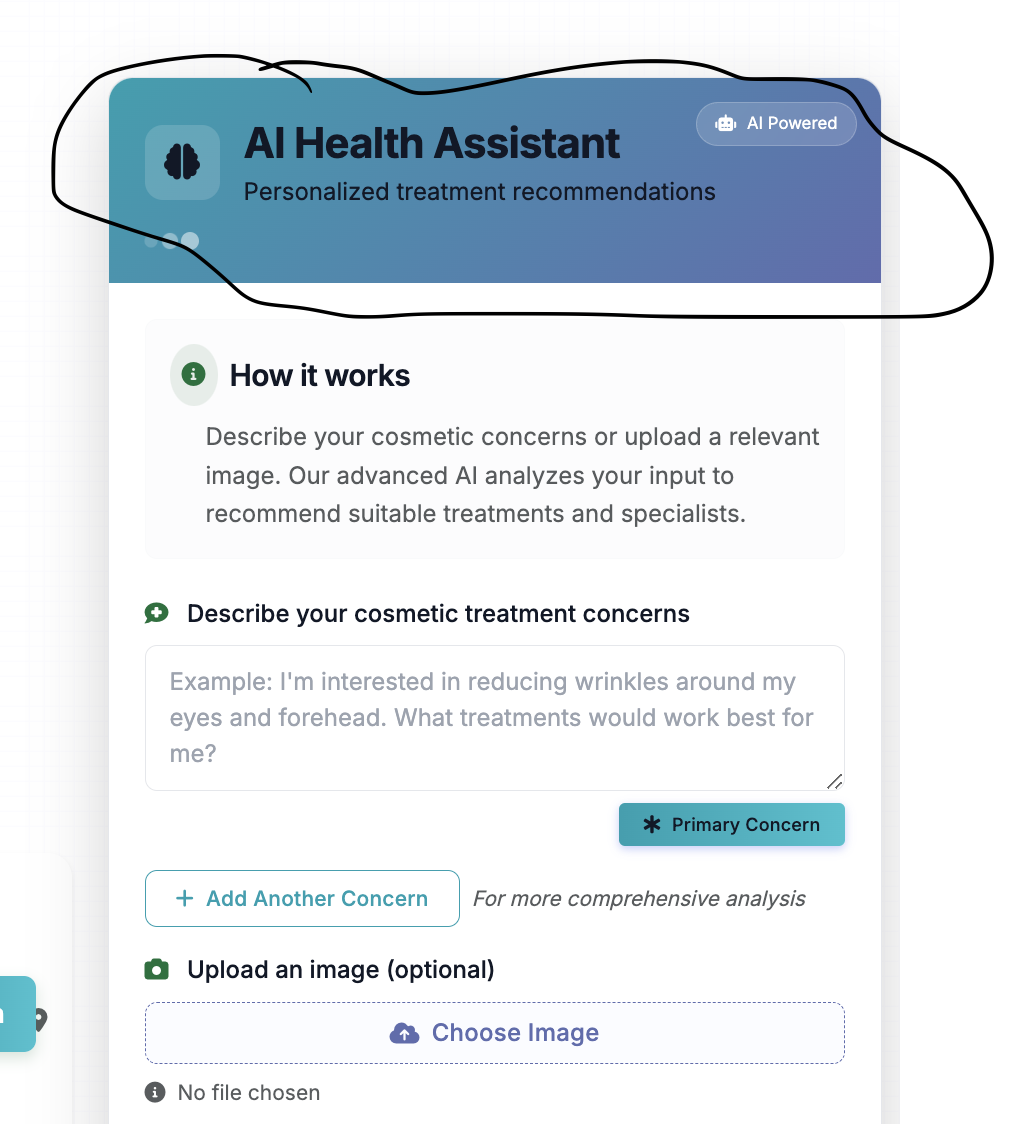 AI Health Assistant
AI Powered
Personalized treatment recommendations
How it works
Describe your cosmetic concerns or upload a relevant
image. Our advanced AI analyzes your input to
recommend suitable treatments and specialists.
Describe your cosmetic treatment concerns
Example: I'm interested in reducing wrinkles around my
eyes and forehead. What treatments would work best for
me?
Primary Concern
Add Another Concern
For more comprehensive analysis
Upload an image (optional)
Choose Image
No file chosen